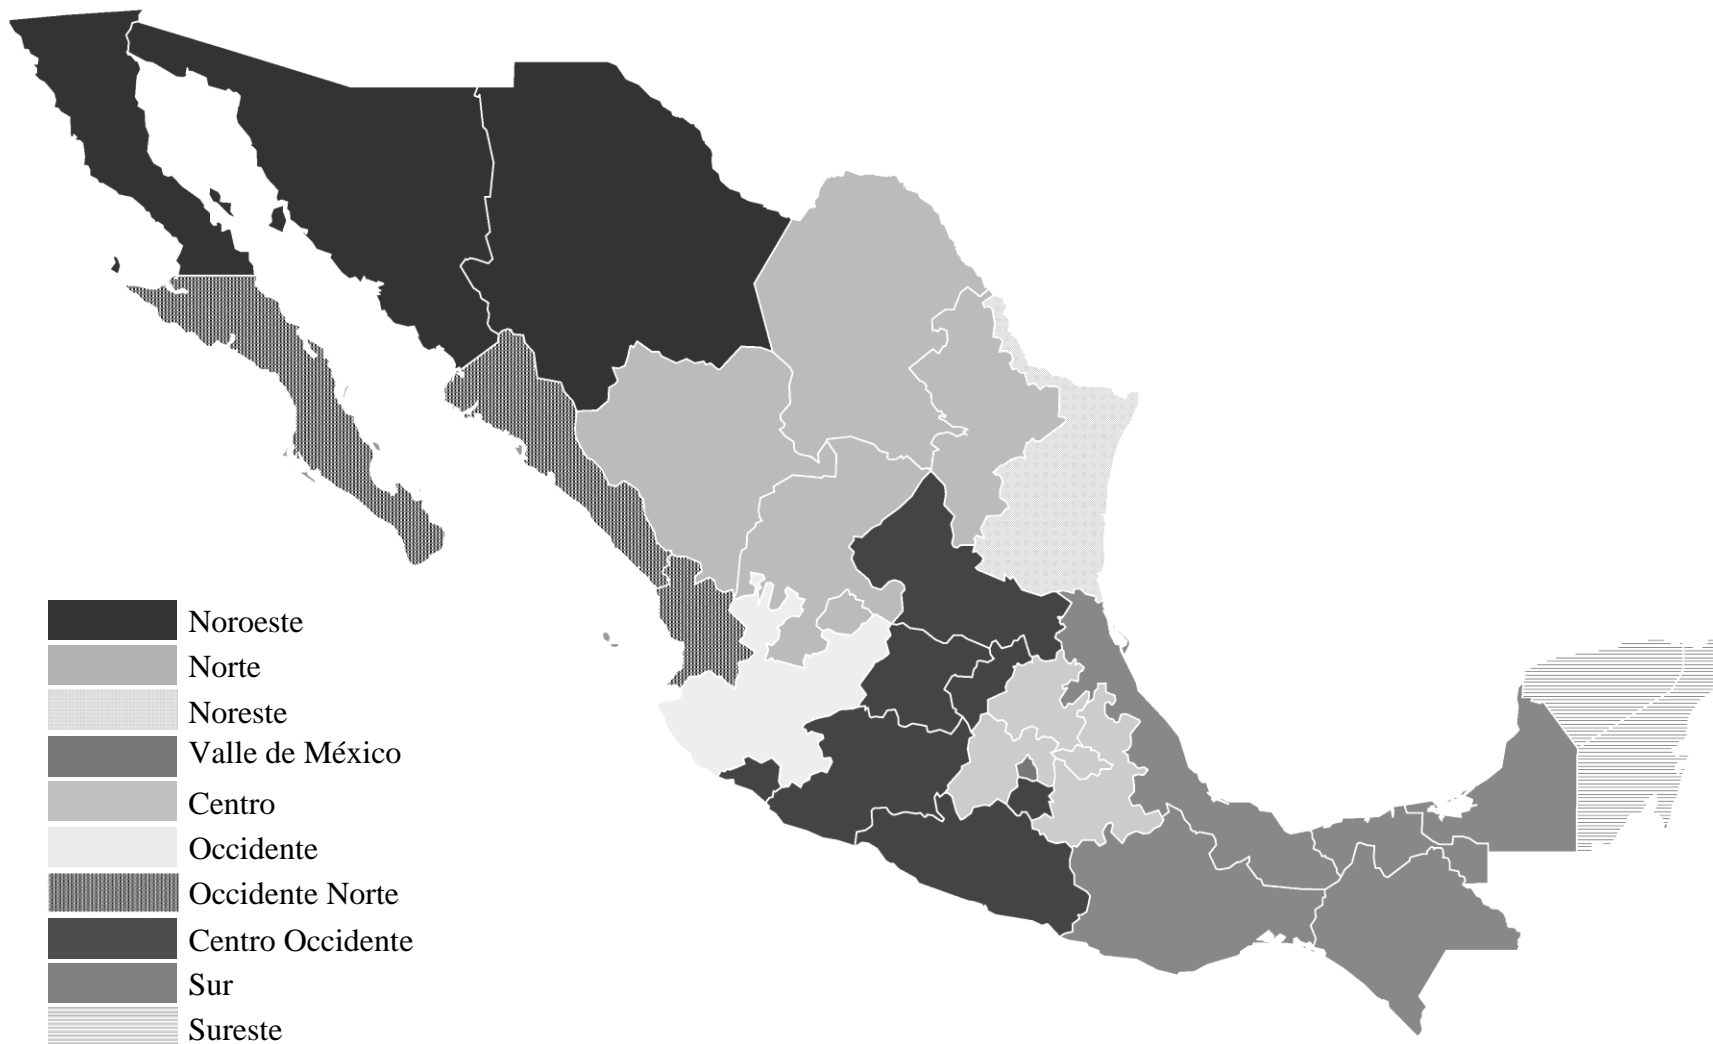 Noroeste
Norte
Noreste
Valle de México
Centro
Occidente
Occidente Norte
Centro Occidente
Sur
Sureste